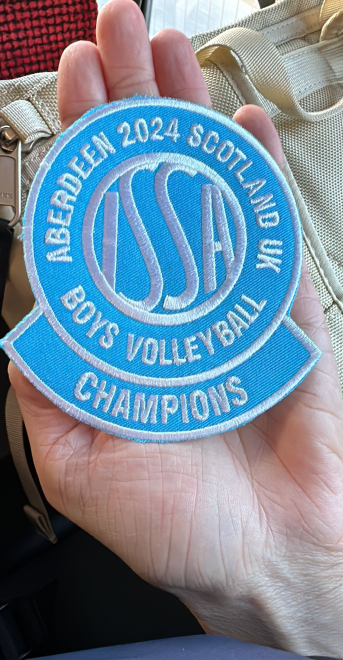 ABERDEEN 2024 SCOTLAND UK
ISSA
BOYS VOLLEYBALL
CHAMPIONS